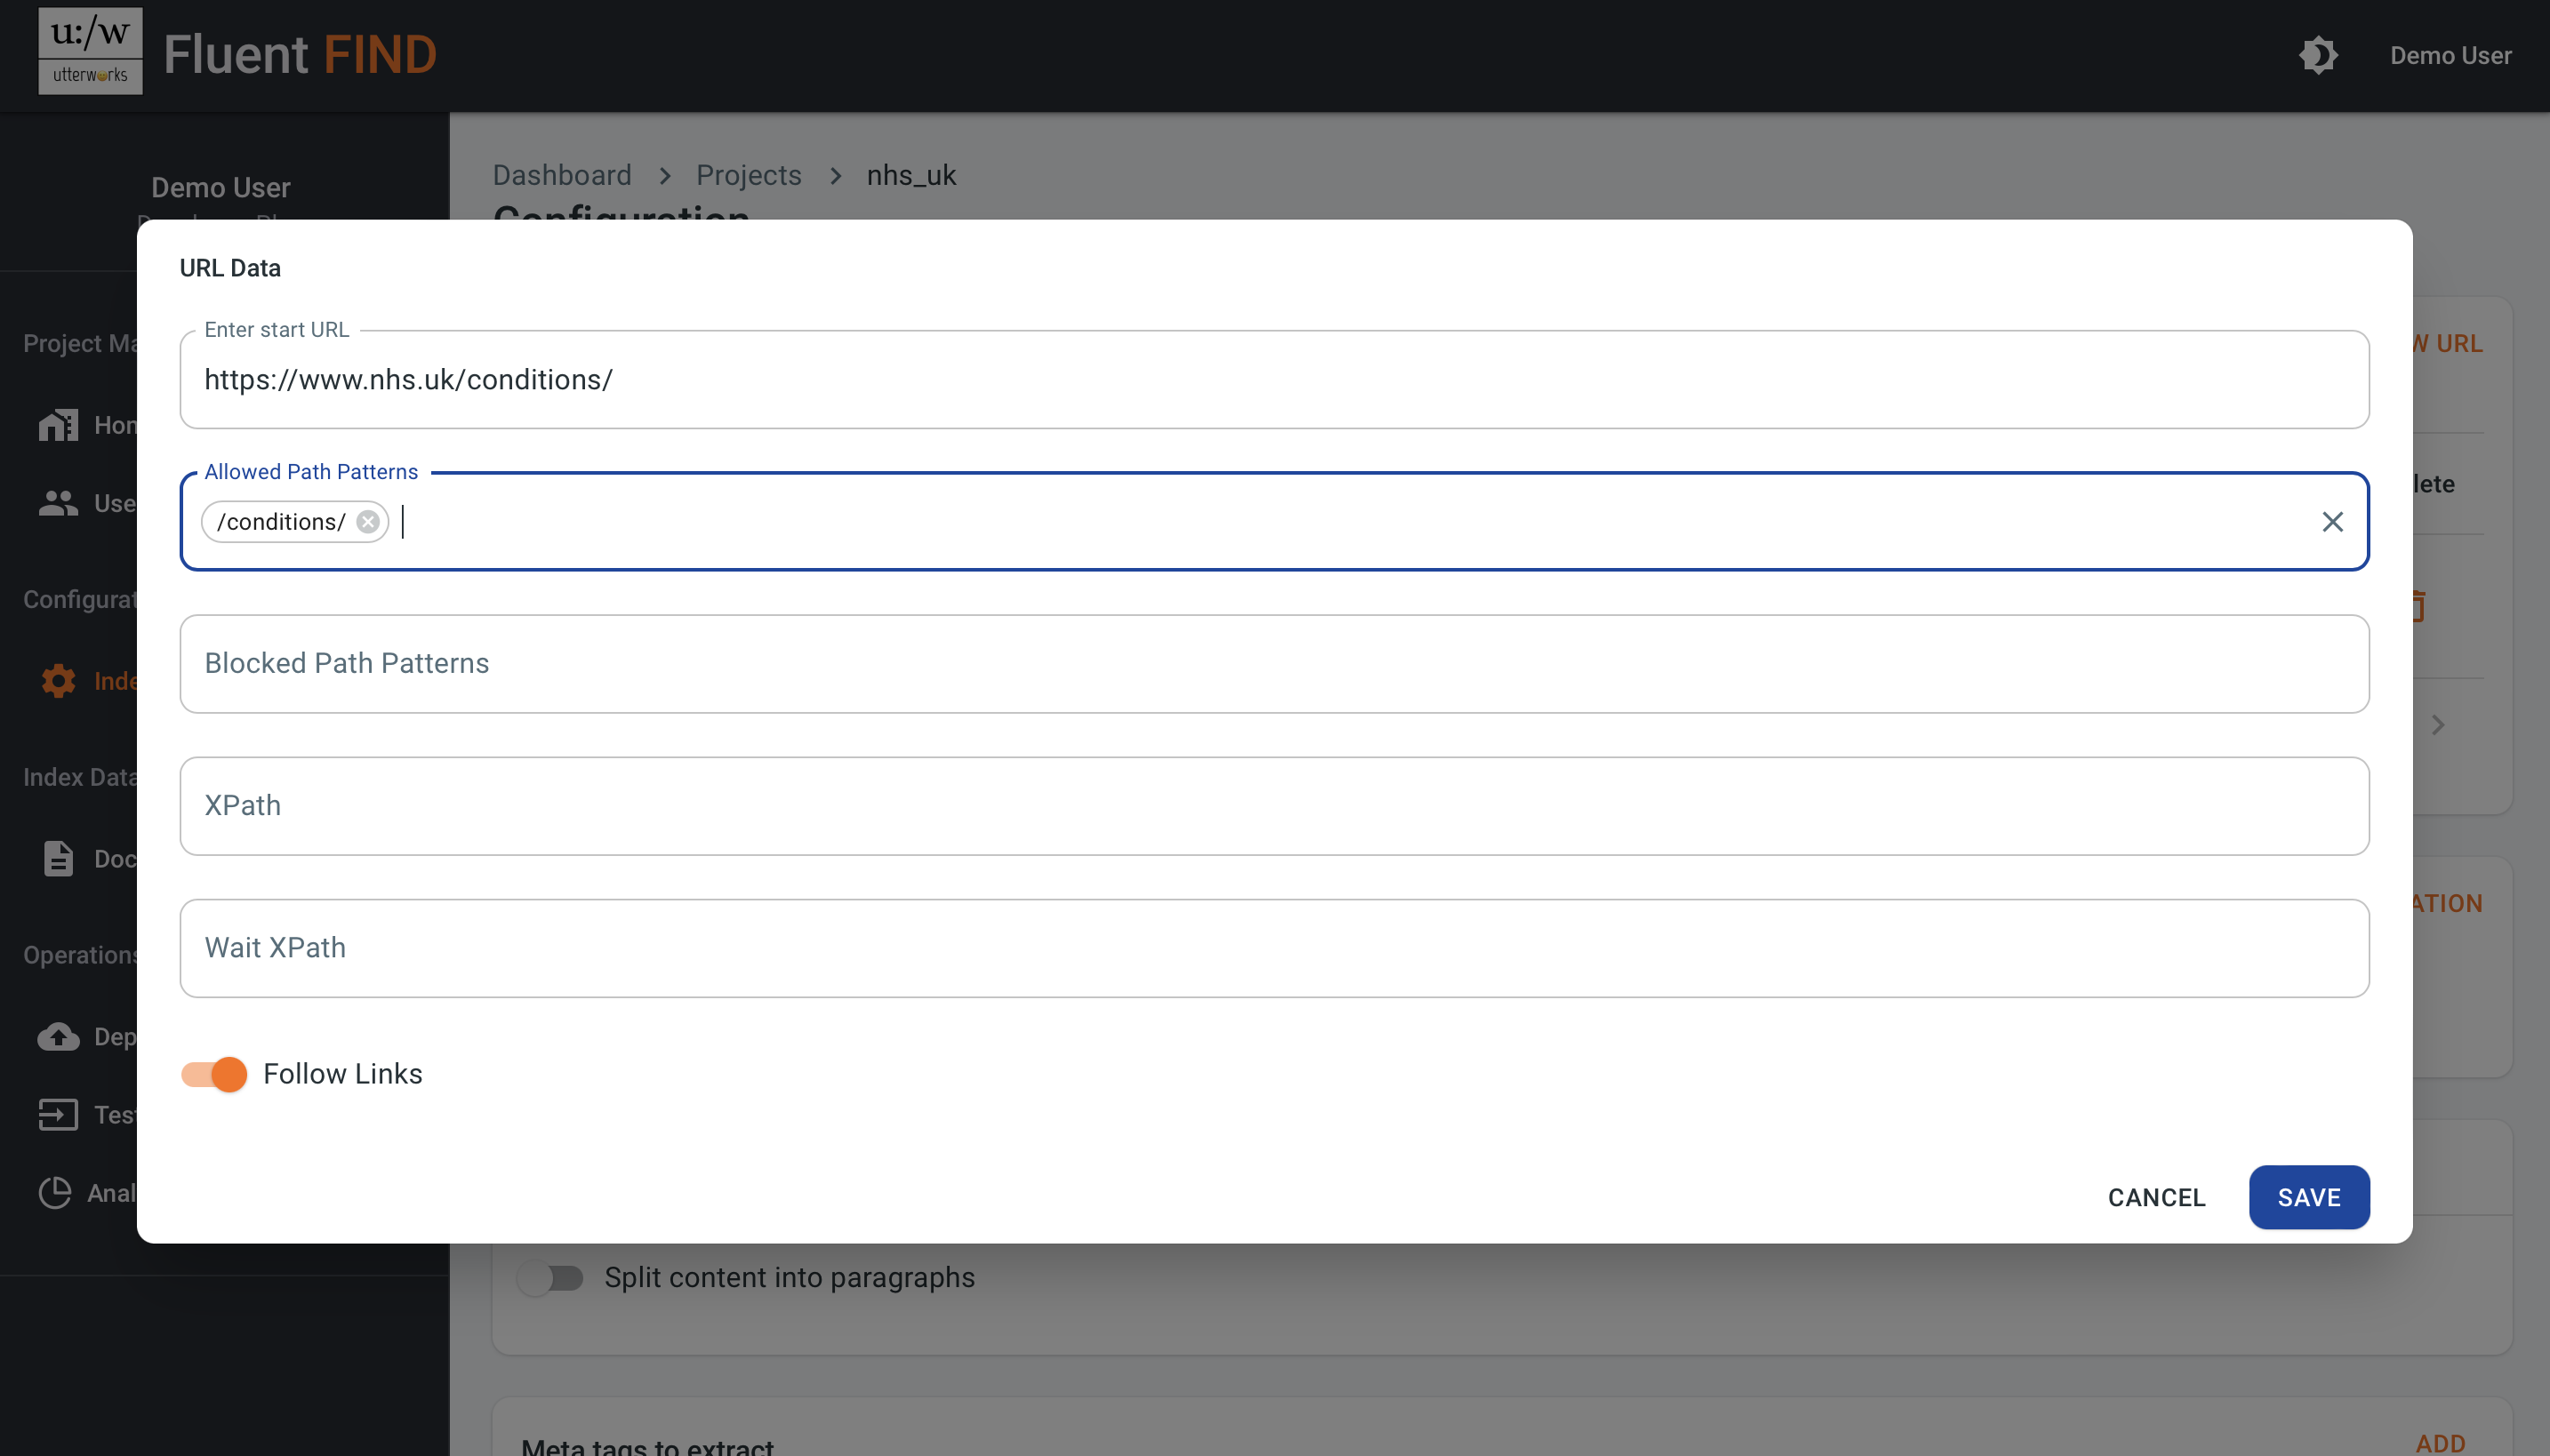 u:/w
utterworks
Fluent FIND
Demo User
Demo User
Dashboard > Projects > nhs_uk
Configuration
URL Data
Enter start URL
https://www.nhs.uk/conditions/
Allowed Path Patterns
/conditions/
Blocked Path Patterns
XPath
Wait XPath
Follow Links
CANCEL
SAVE
Project Ma
Hon
Use
Configurat
Inde
Index Data
Doc
Operations
Dep
Test
Anal
W URL
lete
ATION
Split content into paragraphs
Meta tags to extract
ADD